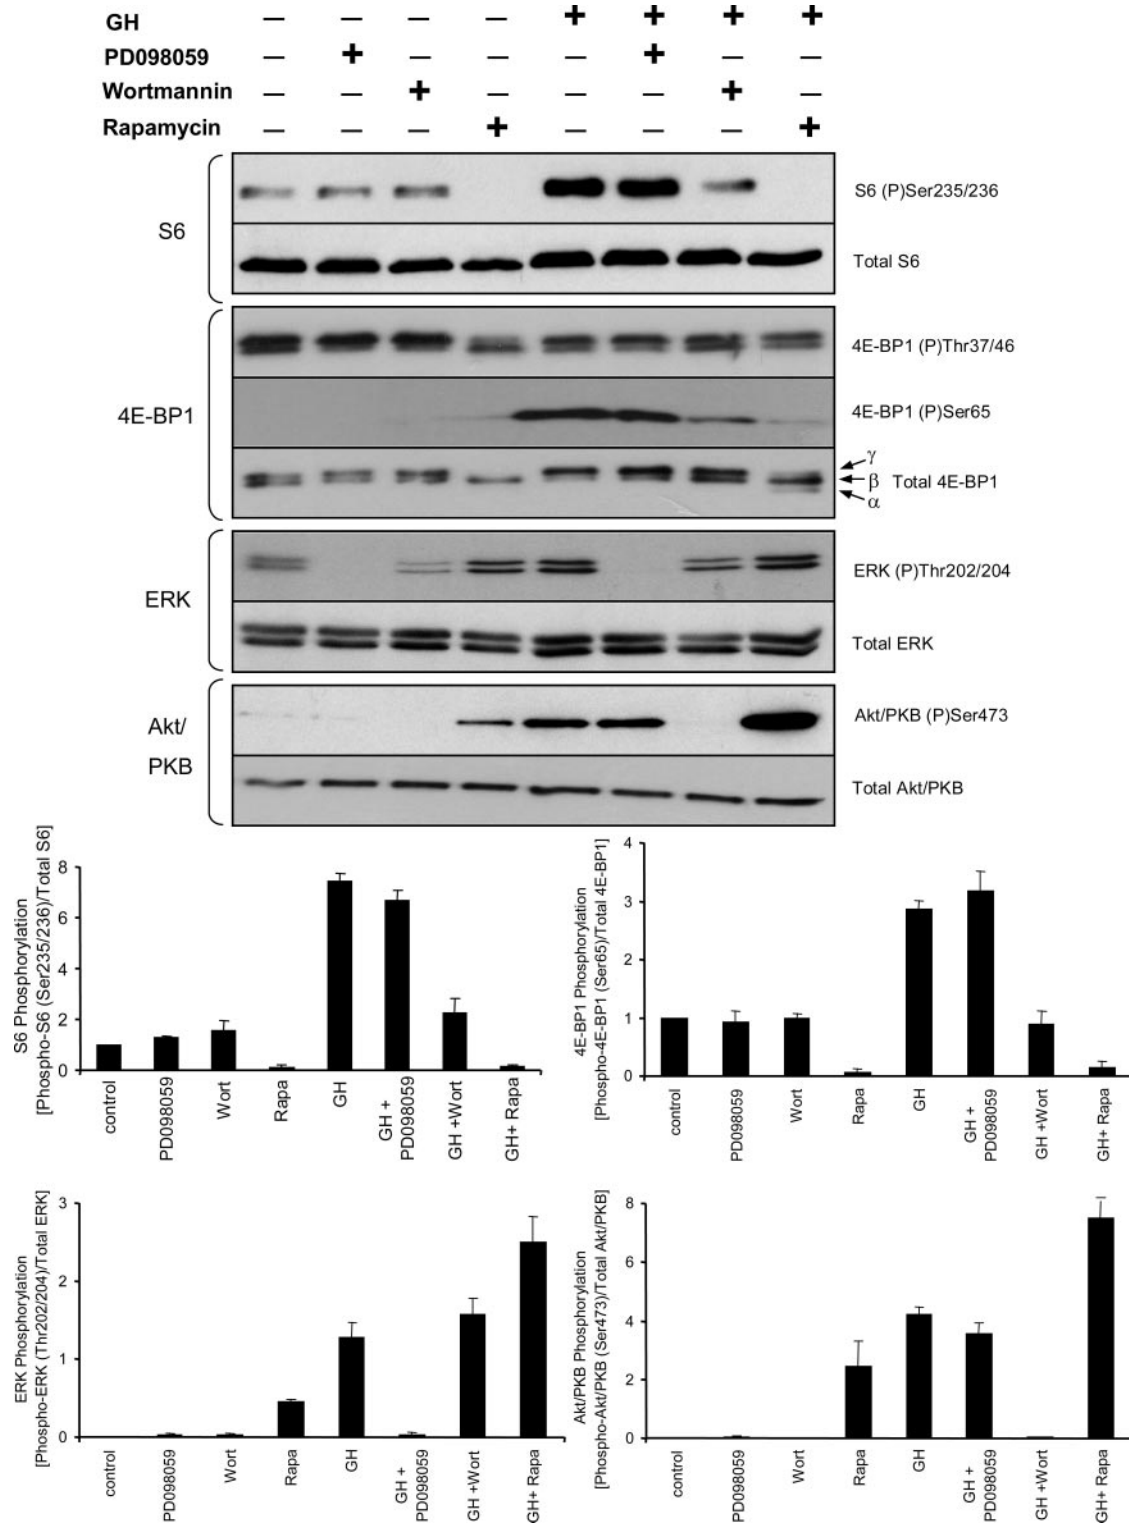 GH — — — — + + + +
PD098059 — + — — — + — —
Wortmannin — — + — — — + —
Rapamycin — — — + — — — +
S6
S6 (P)Ser235/236
Total S6
4E-BP1
4E-BP1 (P)Thr37/46
4E-BP1 (P)Ser65
γ
β Total 4E-BP1
α
ERK
ERK (P)Thr202/204
Total ERK
Akt/
PKB
Akt/PKB (P)Ser473
Total Akt/PKB
S6 Phosphorylation
[Phospho-S6 (Ser235/236)/Total S6]
8
6
4
2
0
control
PD098059
Wort
Rapa
GH
GH +
PD098059
GH +Wort
GH+ Rapa
4E-BP1 Phosphorylation
[Phospho-4E-BP1 (Ser65)/Total 4E-BP1]
4
3
2
1
0
control
PD098059
Wort
Rapa
GH
GH +
PD098059
GH +Wort
GH+ Rapa
ERK Phosphorylation
[Phospho-ERK (Thr202/204)/Total ERK]
3
2
1
0
control
PD098059
Wort
Rapa
GH
GH +
PD098059
GH +Wort
GH+ Rapa
Akt/PKB Phosphorylation
[Phospho-Akt/PKB (Ser473)/Total Akt/PKB]
8
6
4
2
0
control
PD098059
Wort
Rapa
GH
GH +
PD098059
GH +Wort
GH+ Rapa